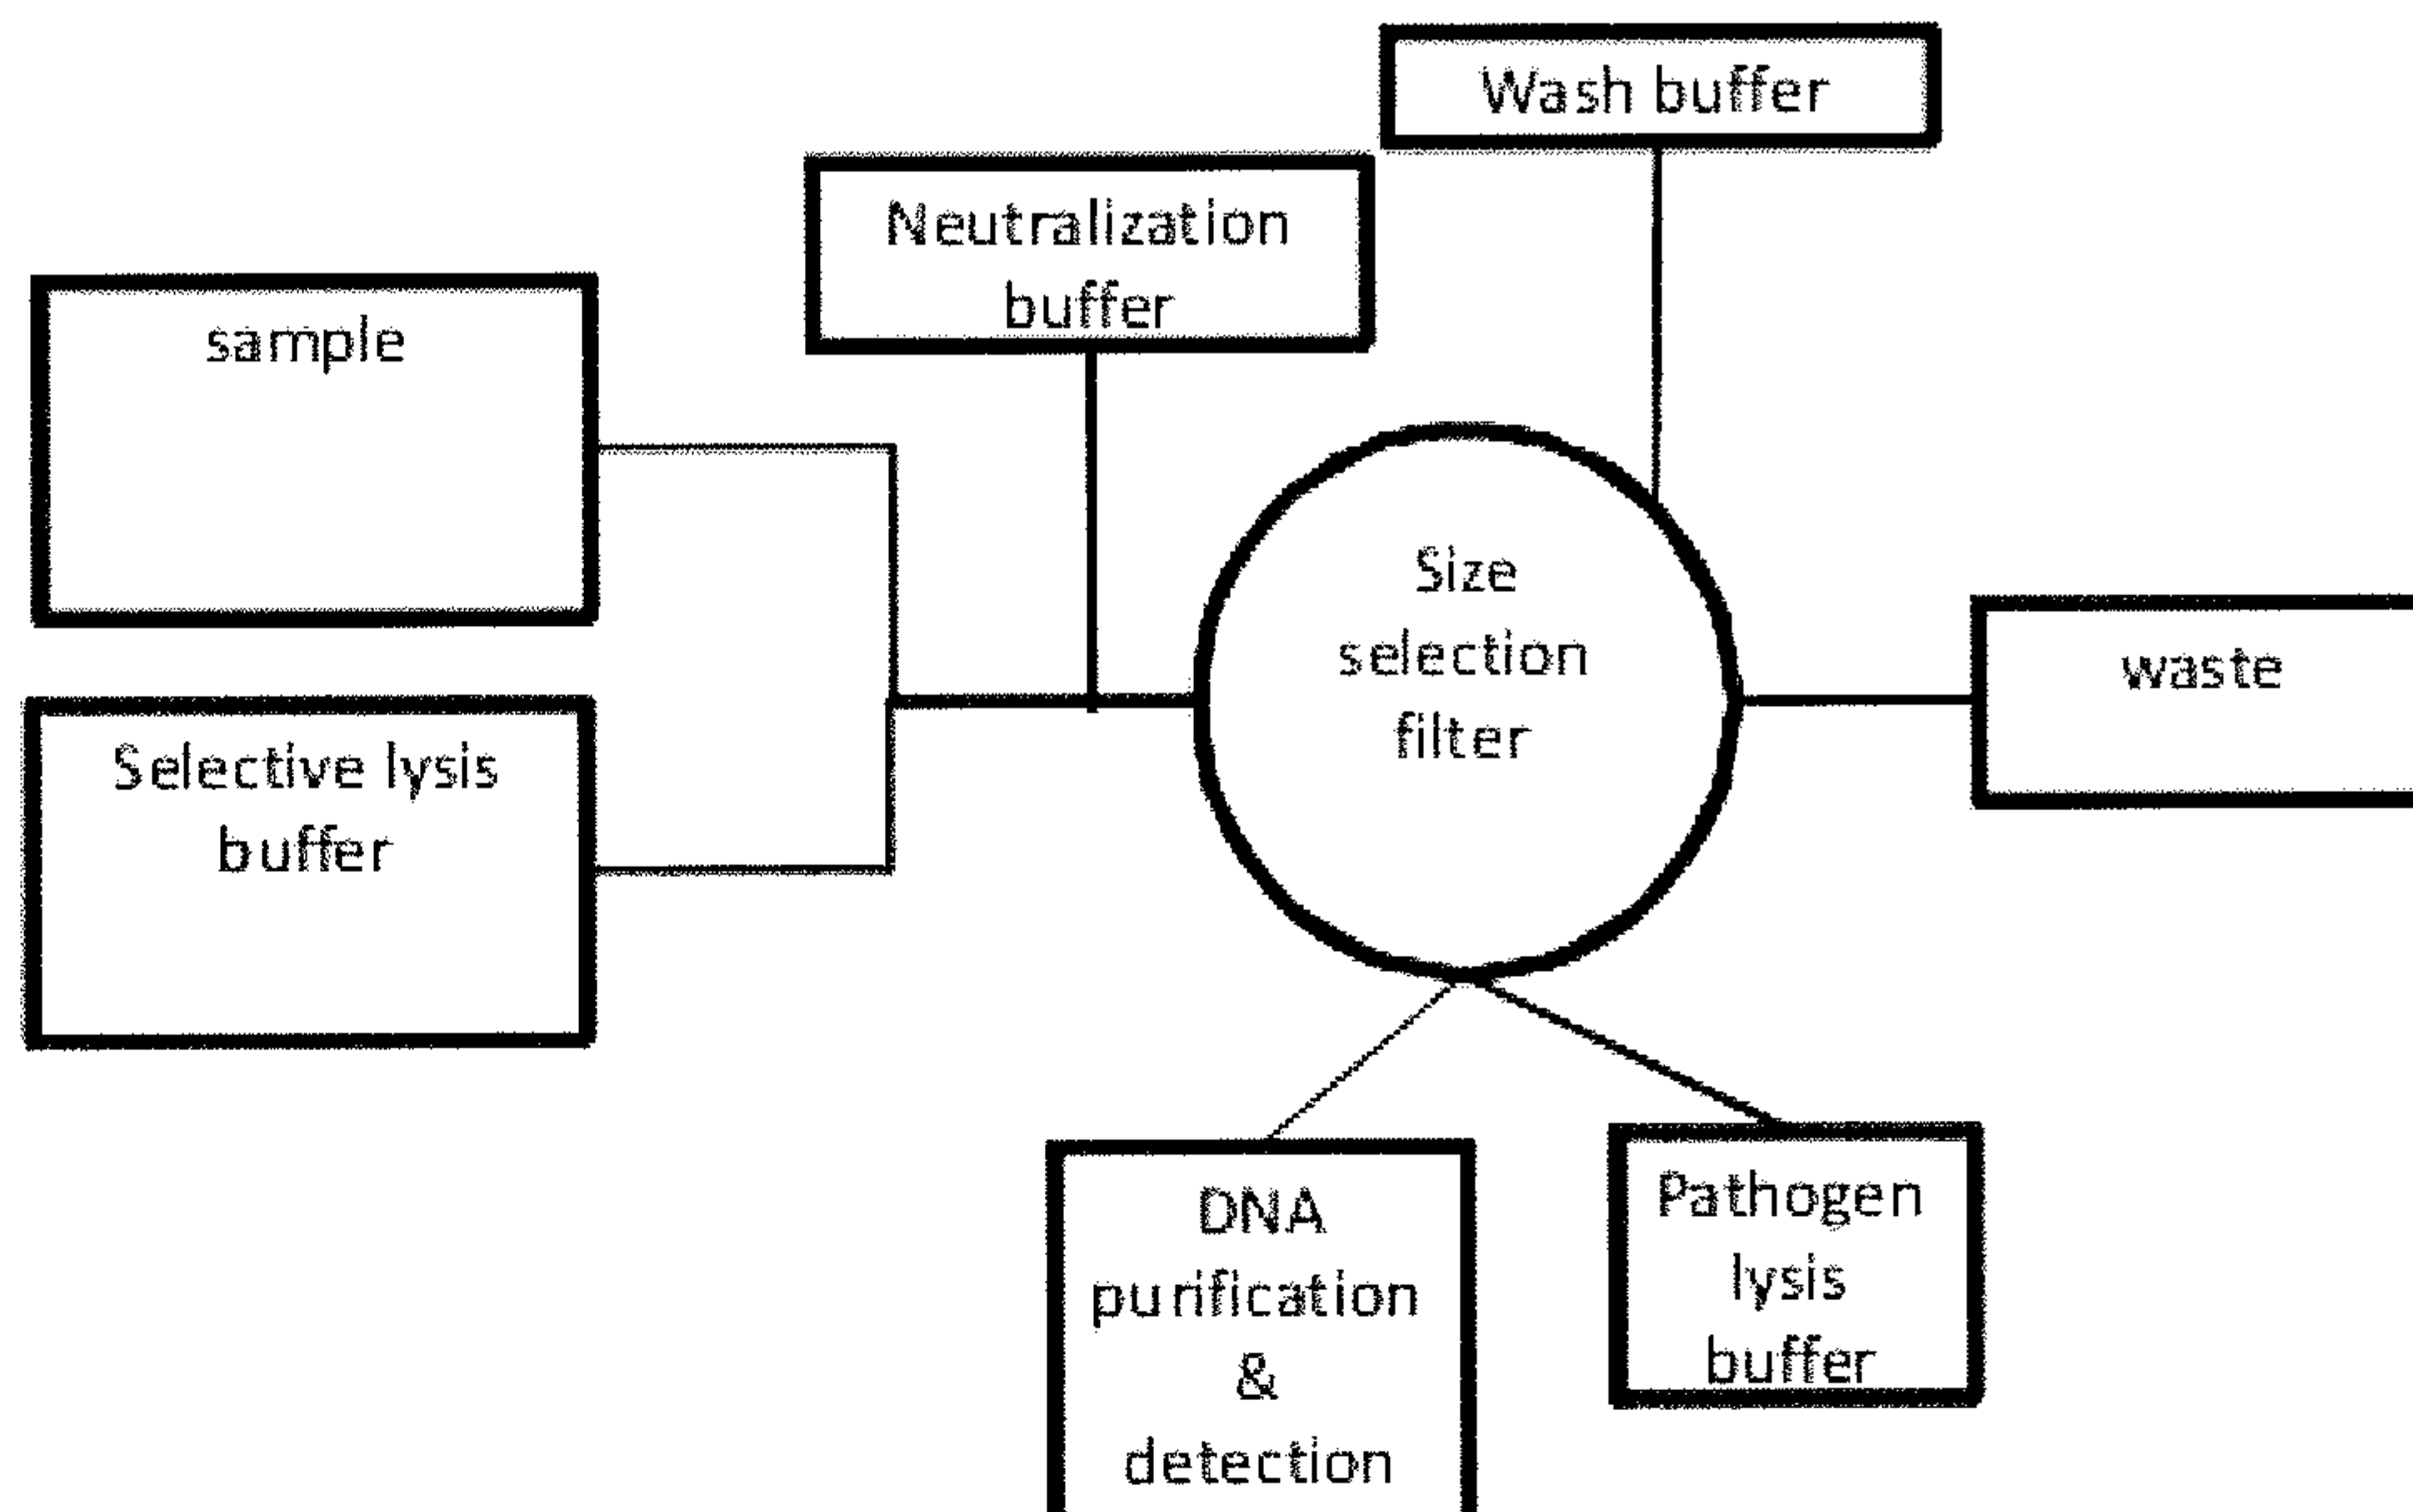 Wash buffer
Neutralization
buffer
sample
Size
selection
filter
waste
Selective lysis
buffer
DNA
purification
&
detection
Pathogen
lysis
buffer